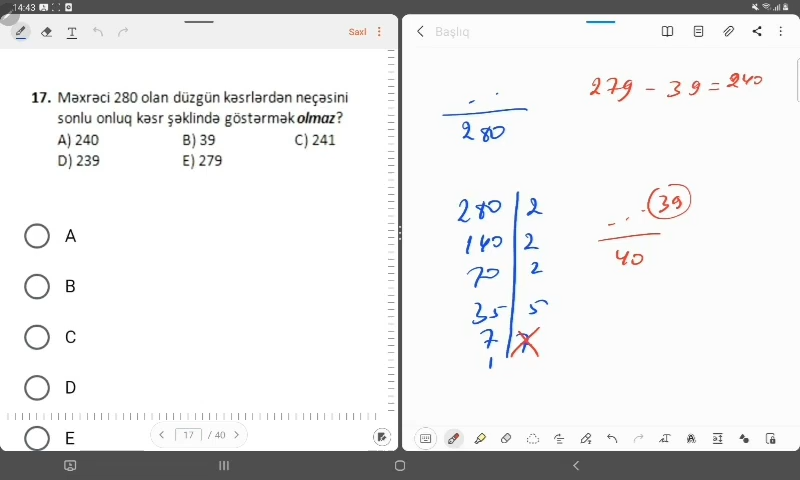 14:43
Saxl
Başlıq
17. Məxrəci 280 olan düzgün kəsrlərdən neçəsini
sonlu onluq kəsr şəklində göstərmək olmaz?
A) 240 B) 39 C) 241
D) 239 E) 279
A
B
C
D
E
17 / 40
279 - 39 = 240
280
280 2
140 2
70 2
35 5
7 7
1
39
40